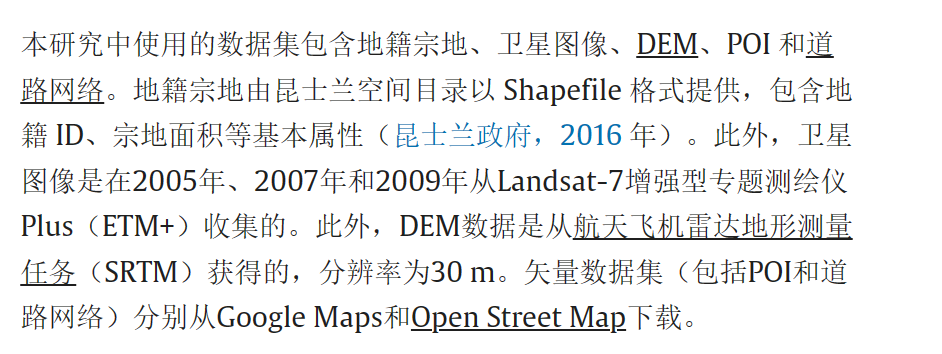 本研究中使用的数据集包含地籍宗地、卫星图像、DEM、POI 和道
路网络。地籍宗地由昆士兰空间目录以 Shapefile 格式提供，包含地
籍 ID、宗地面积等基本属性（昆士兰政府，2016 年）。此外，卫星
图像是在2005年、2007年和2009年从Landsat-7增强型专题测绘仪
Plus（ETM+）收集的。此外，DEM数据是从航天飞机雷达地形测量
任务（SRTM）获得的，分辨率为30 m。矢量数据集（包括POI和道
路网络）分别从Google Maps和Open Street Map下载。